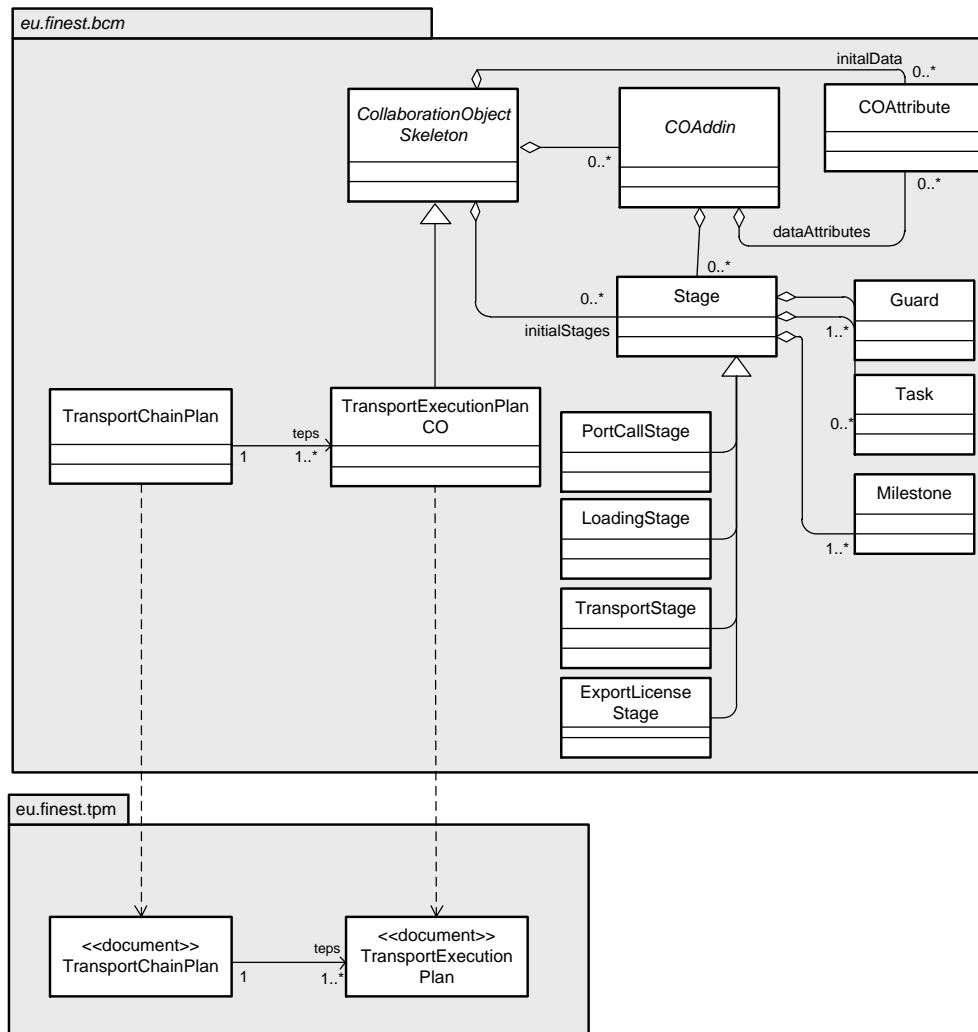 eu.finest.bcm
initalData
0..*
CollaborationObject
Skeleton
COAddin
COAttribute
0..*
0..*
dataAttributes
0..*
0..*
Stage
initialStages
Guard
1..*
Task
0..*
TransportChainPlan
TransportExecutionPlan
CO
teps
1
1..*
PortCallStage
Milestone
LoadingStage
1..*
TransportStage
ExportLicense
Stage
eu.finest.tpm
<<document>>
TransportChainPlan
teps
1
1..*
<<document>>
TransportExecution
Plan